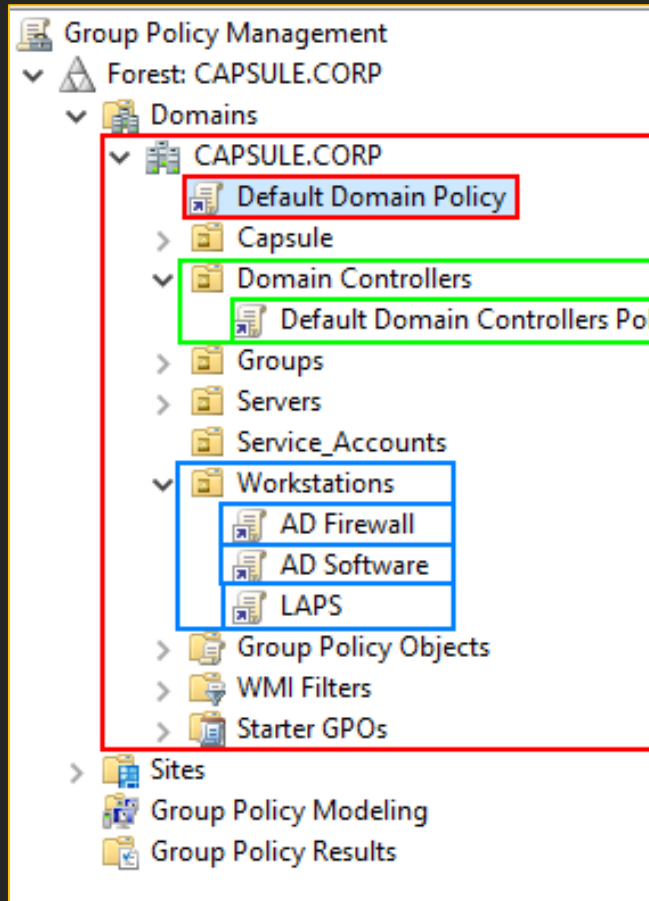 Group Policy Management
Forest: CAPSULE.CORP
Domains
CAPSULE.CORP
Default Domain Policy
Capsule
Domain Controllers
Default Domain Controllers Pol
Groups
Servers
Service_Accounts
Workstations
AD Firewall
AD Software
LAPS
Group Policy Objects
WMI Filters
Starter GPOs
Sites
Group Policy Modeling
Group Policy Results